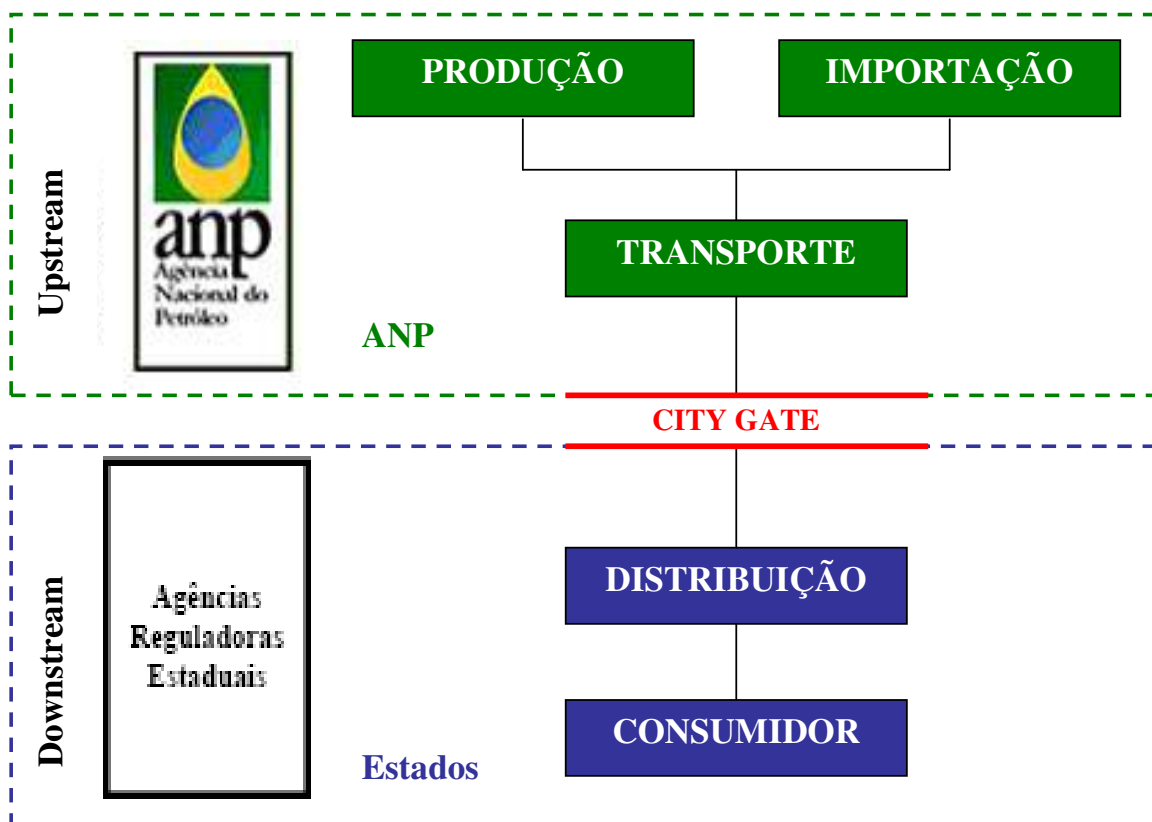 Upstream
anp
Agência
Nacional do
Petróleo
PRODUÇÃO
IMPORTAÇÃO
TRANSPORTE
ANP
CITY GATE
Downstream
Agências
Reguladoras
Estaduais
DISTRIBUIÇÃO
CONSUMIDOR
Estados